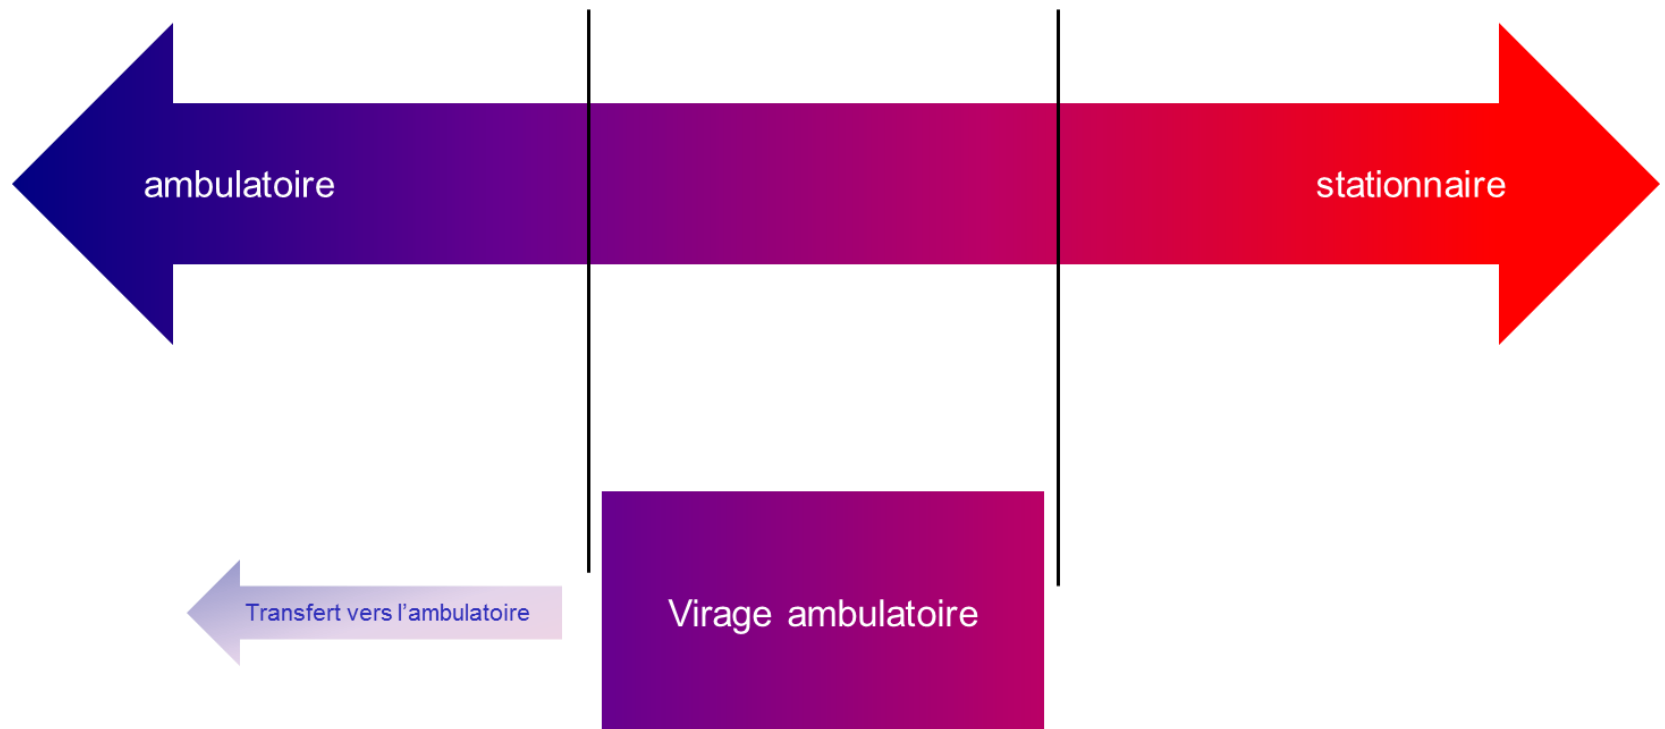 ambulatoire
stationnaire
Transfert vers l’ambulatoire
Virage ambulatoire